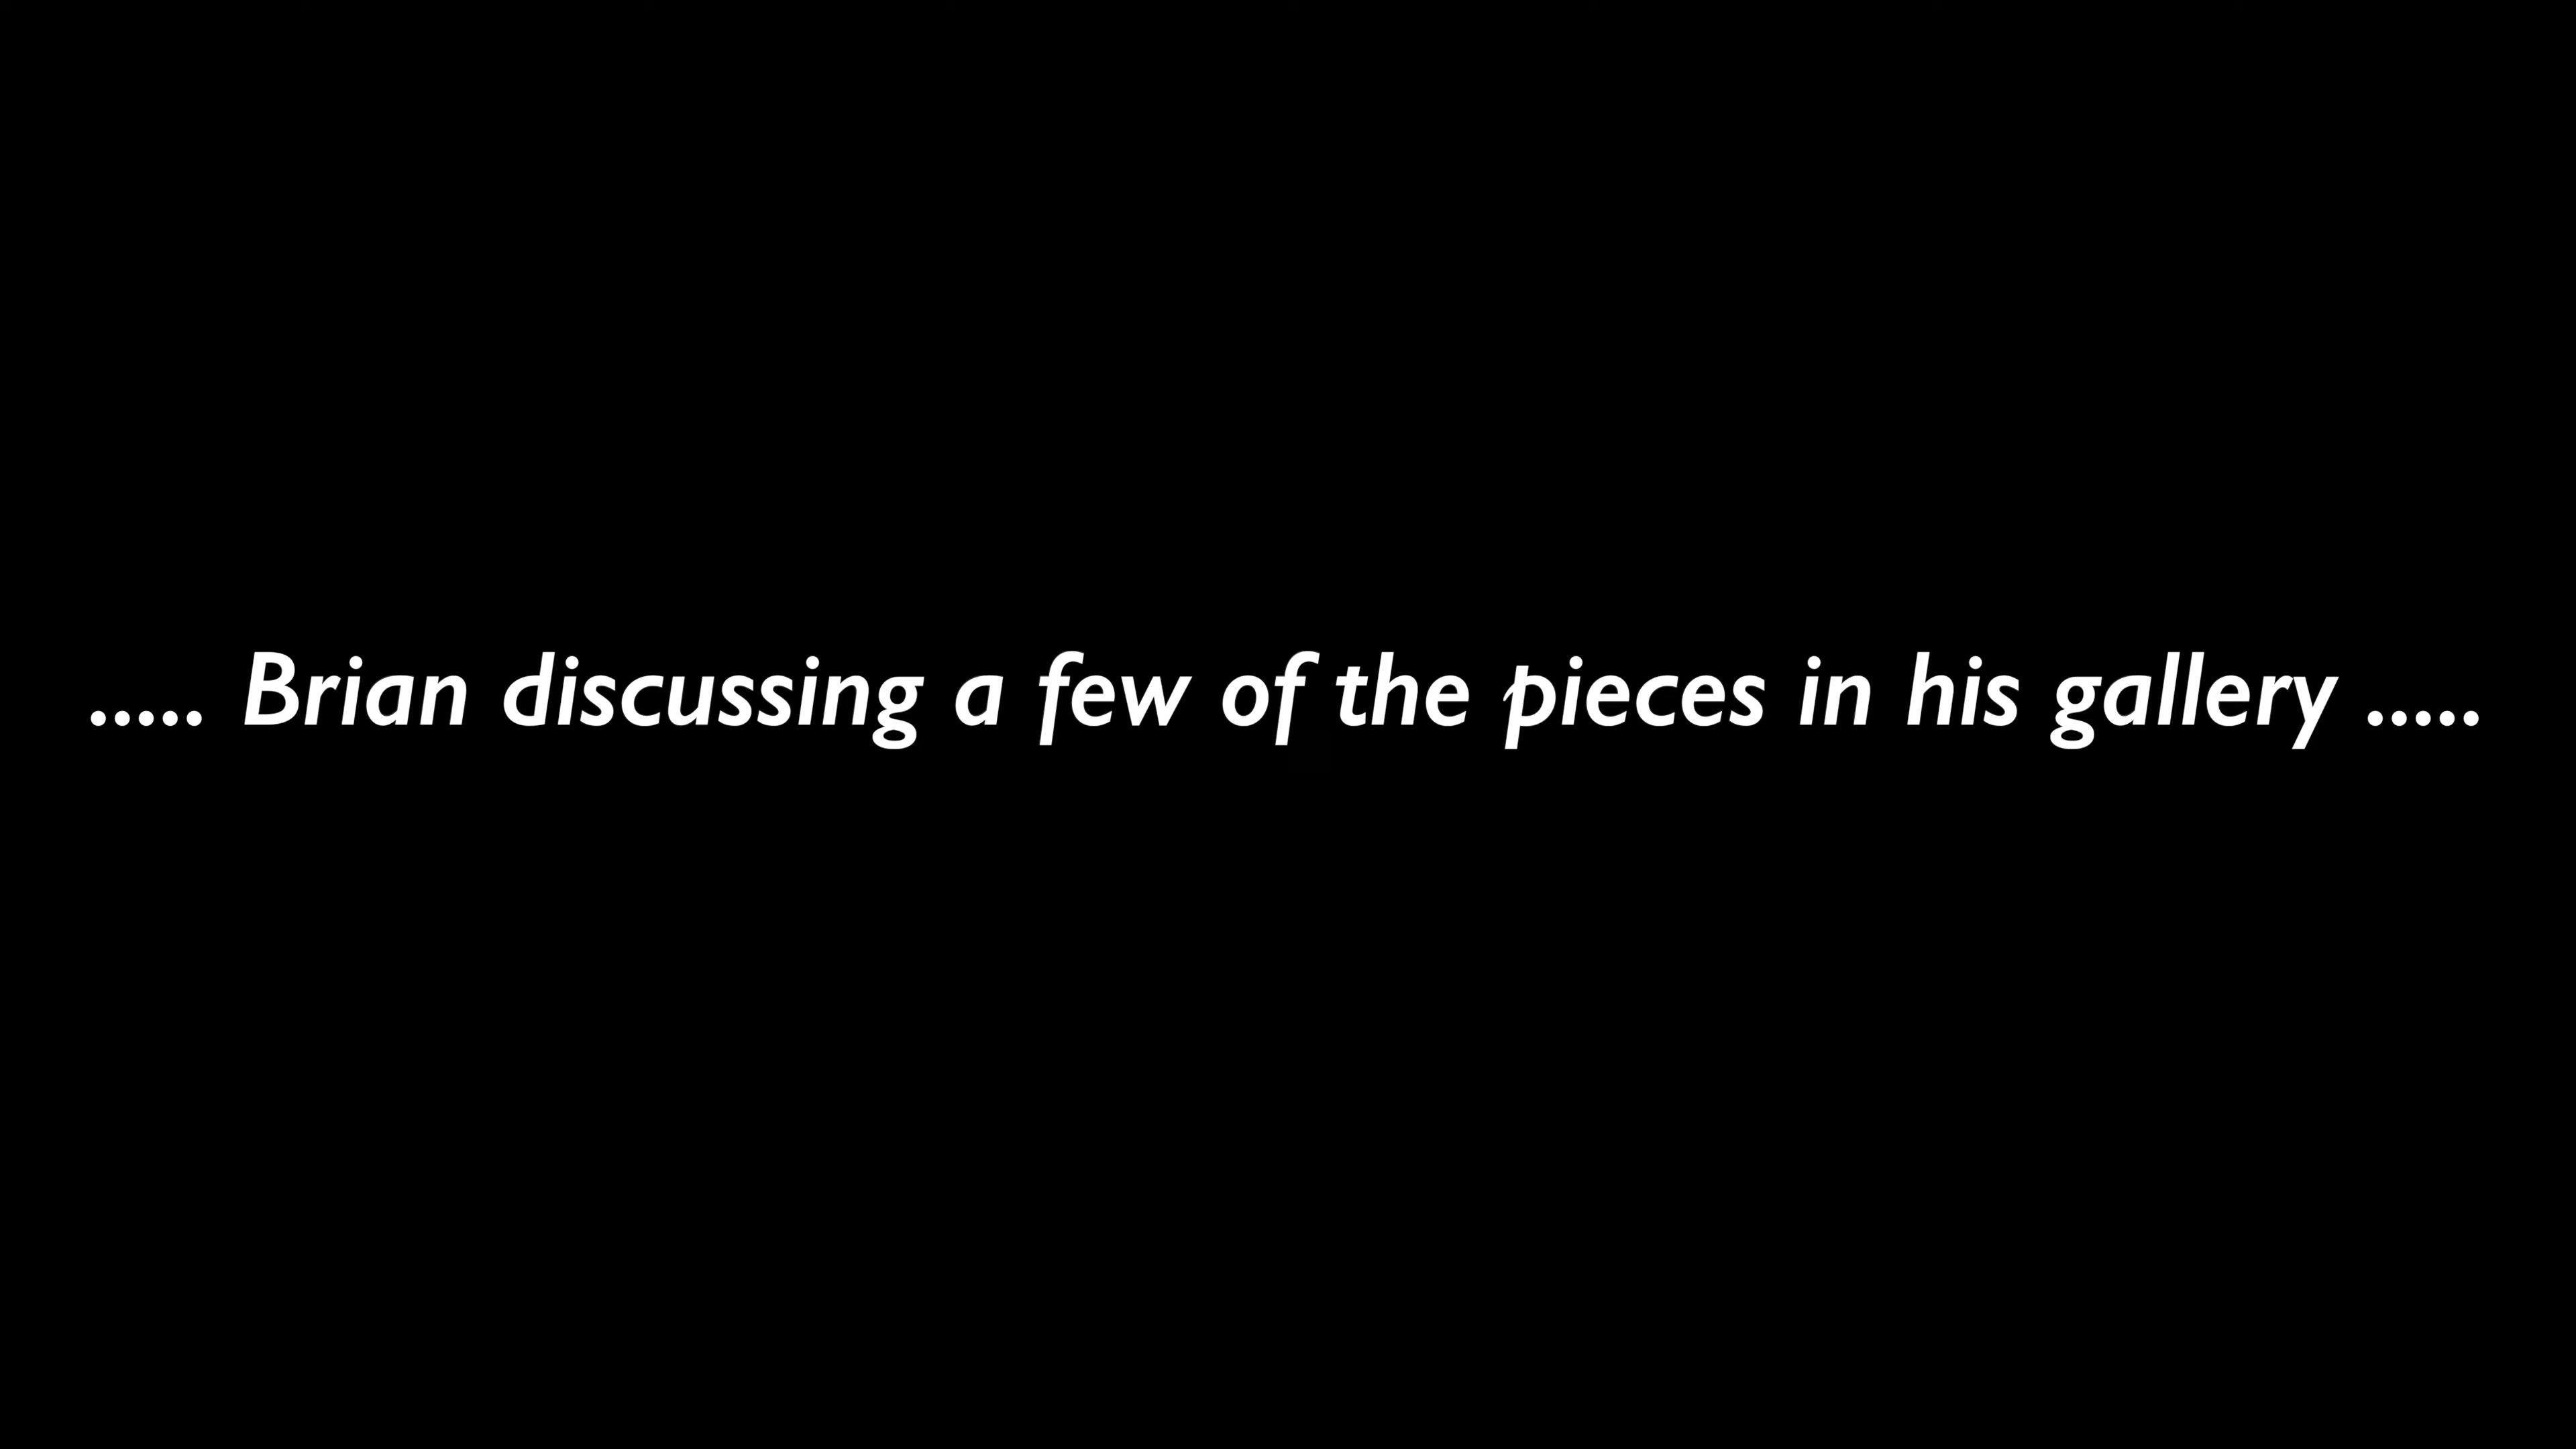 ..... Brian discussing a few of the pieces in his gallery .....